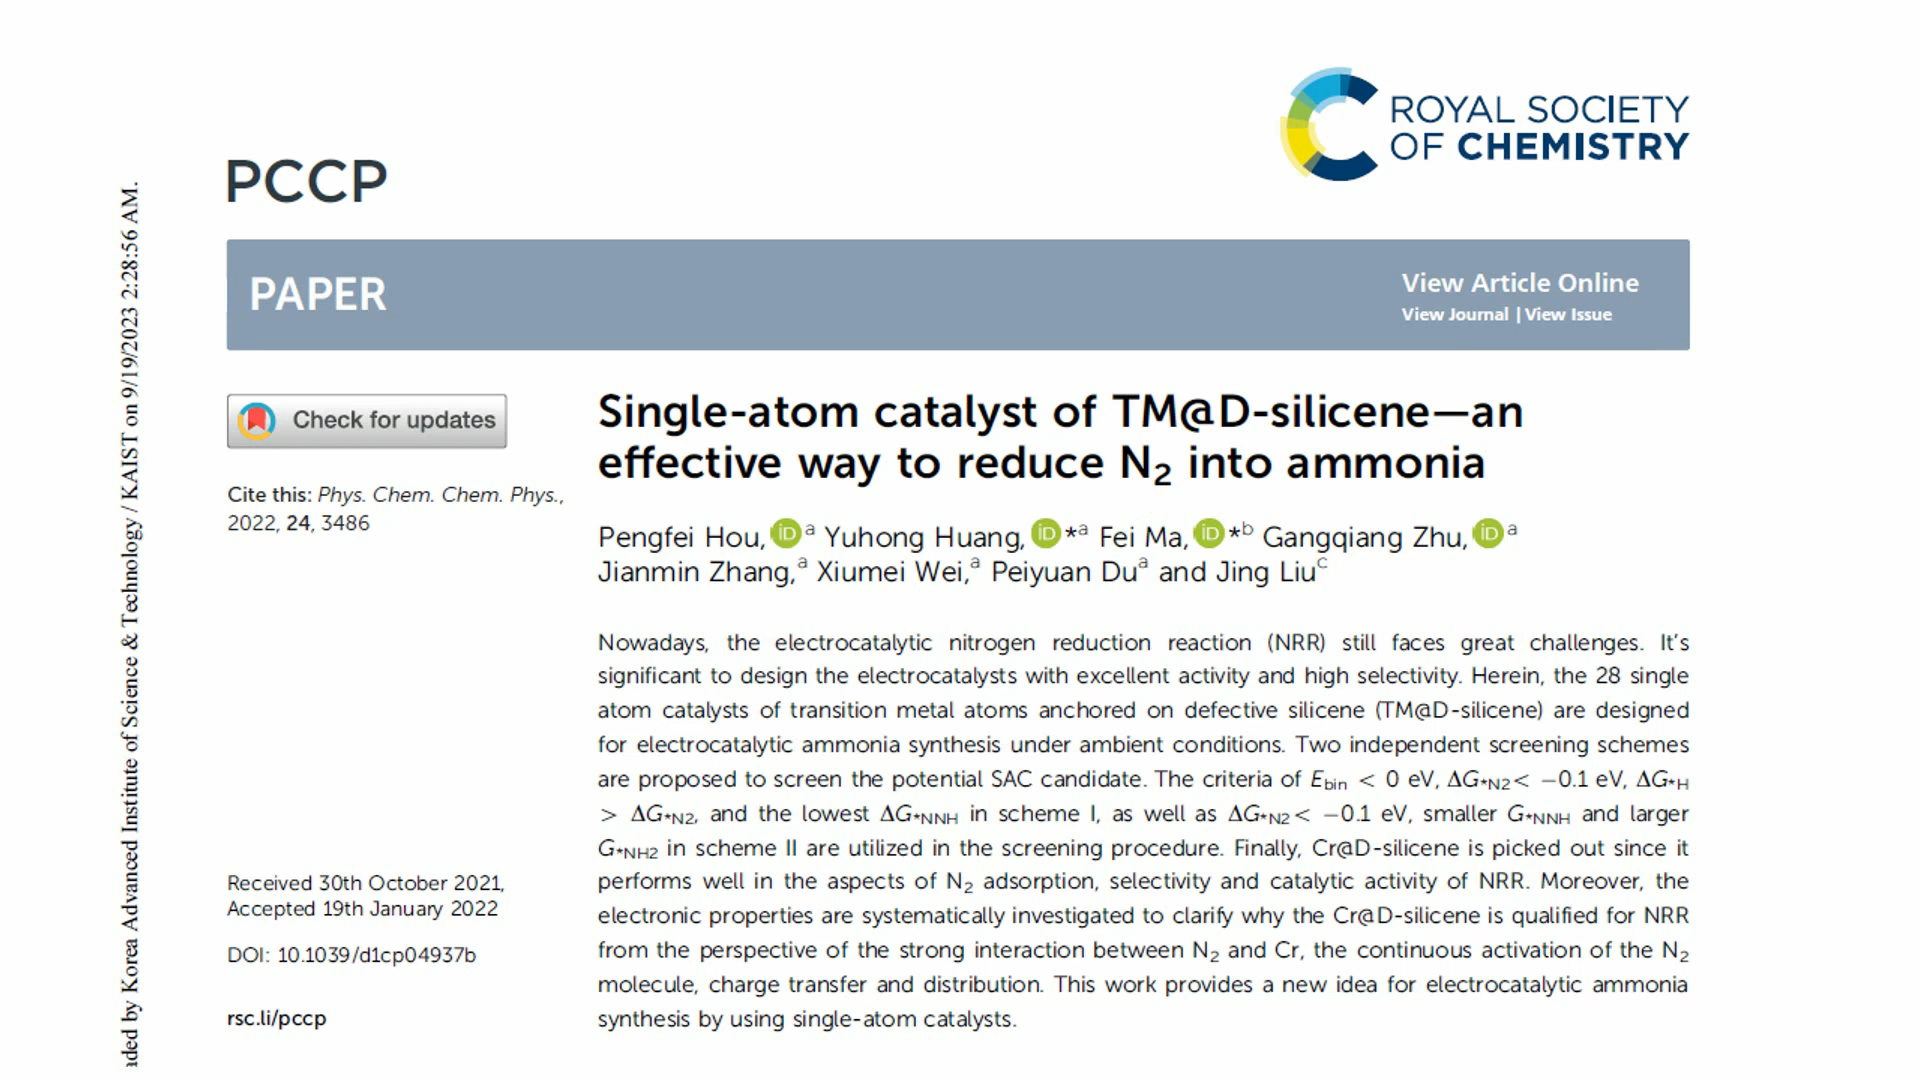 ROYAL SOCIETY
OF CHEMISTRY
PCCP
PAPER
View Article Online
View Journal | View Issue
Check for updates
Cite this: Phys. Chem. Chem. Phys.,
2022, 24, 3486
Received 30th October 2021,
Accepted 19th January 2022
DOI: 10.1039/d1cp04937b
rsc.li/pccp
Single-atom catalyst of TM@D-silicene—an
effective way to reduce N₂ into ammonia
Pengfei Hou, iD a Yuhong Huang, iD *a Fei Ma, iD *b Gangqiang Zhu, iD a
Jianmin Zhang,a Xiumei Wei,a Peiyuan Du a and Jing Liu c
Nowadays, the electrocatalytic nitrogen reduction reaction (NRR) still faces great challenges. It's
significant to design the electrocatalysts with excellent activity and high selectivity. Herein, the 28 single
atom catalysts of transition metal atoms anchored on defective silicene (TM@D-silicene) are designed
for electrocatalytic ammonia synthesis under ambient conditions. Two independent screening schemes
are proposed to screen the potential SAC candidate. The criteria of Ebin < 0 eV, ΔG*N2< −0.1 eV, ΔG*H
> ΔG*N2, and the lowest ΔG*NNH in scheme I, as well as ΔG*N2< −0.1 eV, smaller G*NNH and larger
G*NH2 in scheme II are utilized in the screening procedure. Finally, Cr@D-silicene is picked out since it
performs well in the aspects of N₂ adsorption, selectivity and catalytic activity of NRR. Moreover, the
electronic properties are systematically investigated to clarify why the Cr@D-silicene is qualified for NRR
from the perspective of the strong interaction between N₂ and Cr, the continuous activation of the N₂
molecule, charge transfer and distribution. This work provides a new idea for electrocatalytic ammonia
synthesis by using single-atom catalysts.
ded by Korea Advanced Institute of Science & Technology / KAIST on 9/19/2023 2:28:56 AM.